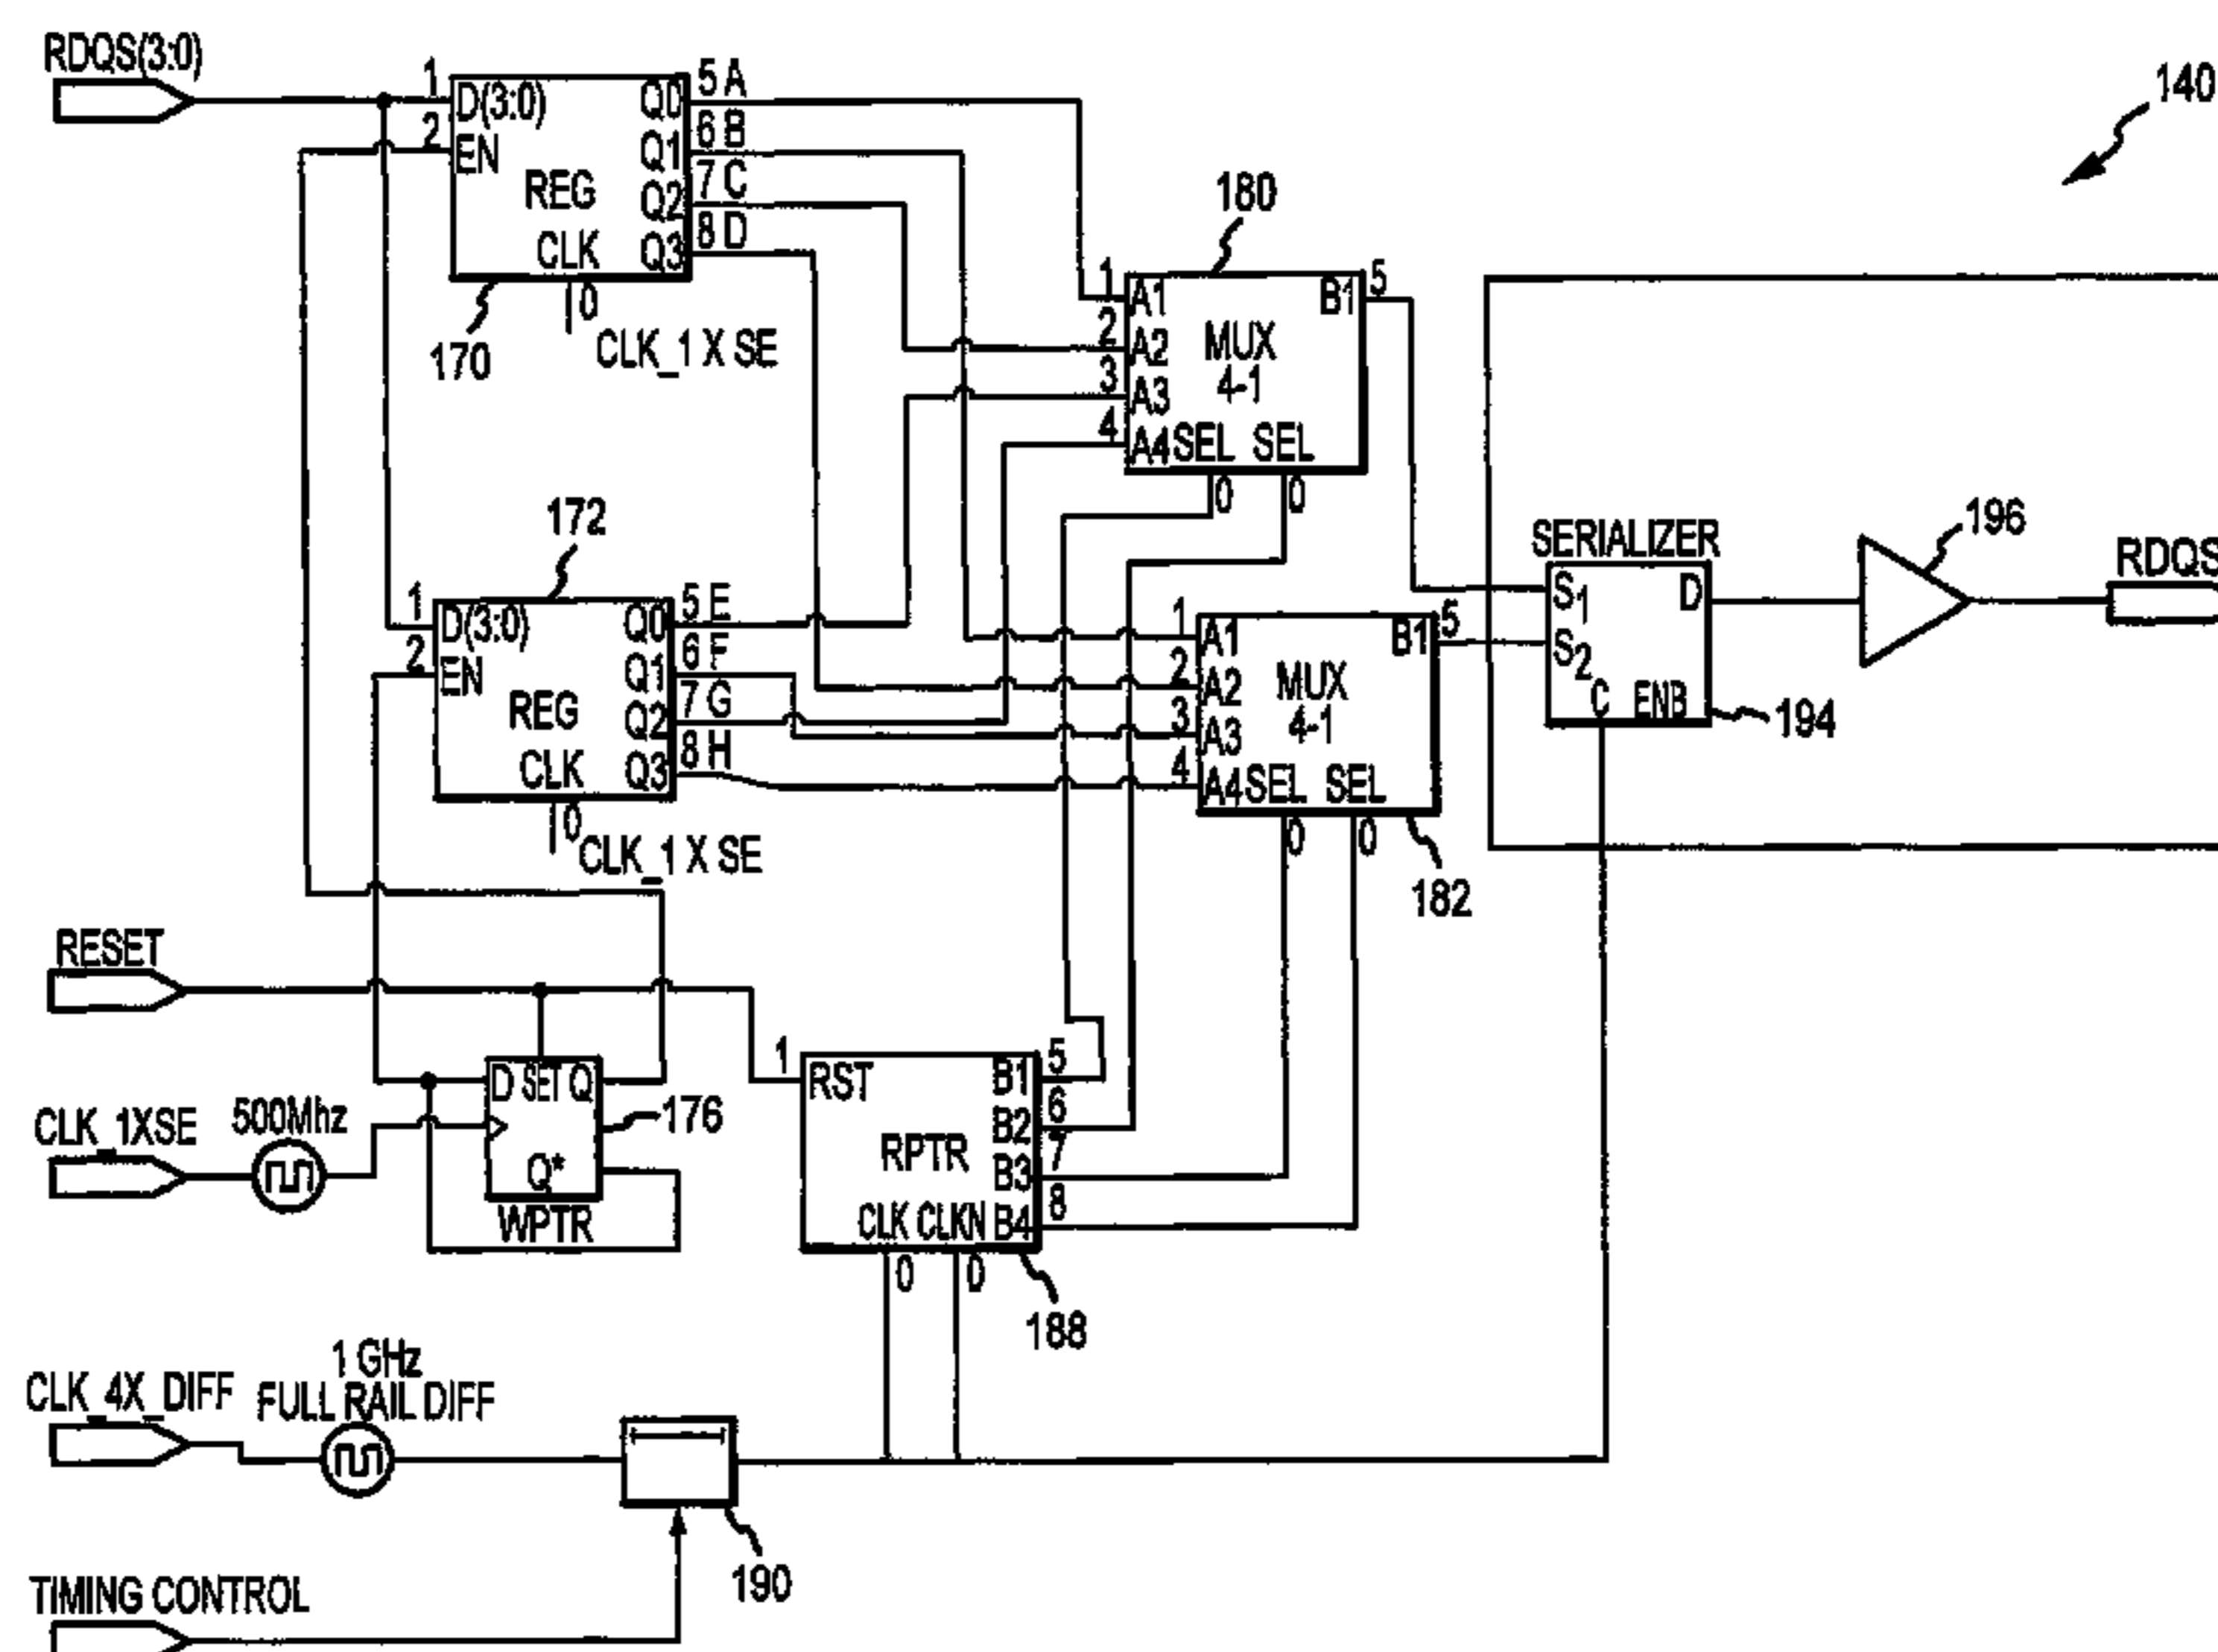 RDQS(3:0)
140
1 D(3:0) Q0 5 A
2 EN Q1 6 B
REG Q2 7 C
CLK Q3 8 D
0
CLK_1 X SE
170
180
1 A1 B1 5
2 A2 MUX
3 A3 4-1
4 A4 SEL SEL
0 0
172
1 D(3:0) Q0 5 E
2 EN Q1 6 F
REG Q2 7 G
CLK Q3 8 H
0
CLK_1 X SE
SERIALIZER
S1 D
S2
C ENB
194
196
RDQS
1 A1 B1 5
2 A2 MUX
3 A3 4-1
4 A4 SEL SEL
0 0
182
RESET
D SET Q
Q*
WPTR
176
CLK_1XSE
500Mhz
1 RST B1 5
B2 6
RPTR B3 7
CLK CLKN B4 8
0 0
188
CLK_4X_DIFF
1 GHz
FULL RAIL DIFF
190
TIMING CONTROL